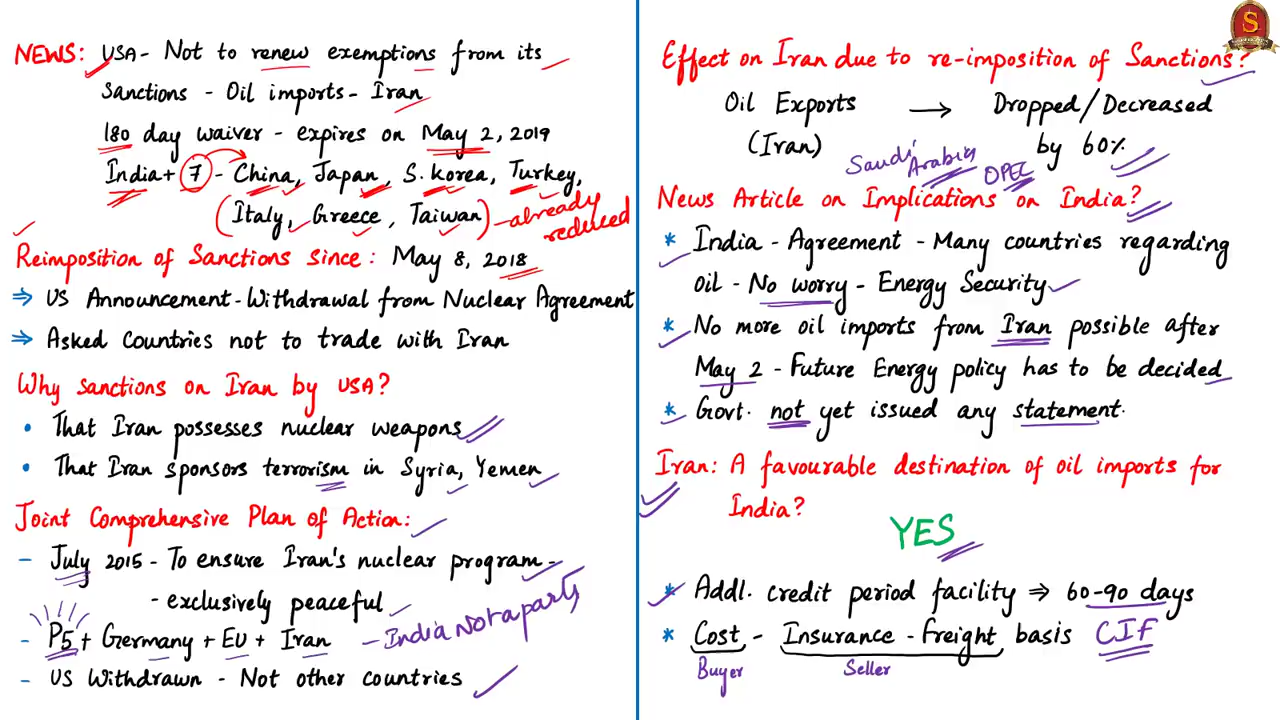 NEWS: USA - Not to renew exemptions from its
Sanctions - Oil imports - Iran
180 day waiver - expires on May 2, 2019
India + 7 - China, Japan, S. Korea, Turkey,
(Italy, Greece, Taiwan) - already reduced
Reimposition of Sanctions since: May 8, 2018
⇒ US Announcement - Withdrawal from Nuclear Agreement
⇒ Asked Countries not to trade with Iran
Why sanctions on Iran by USA?
• That Iran possesses nuclear weapons
• That Iran sponsors terrorism in Syria, Yemen
Joint Comprehensive Plan of Action:
- July 2015 - To ensure Iran's nuclear program -
- exclusively peaceful
- P5 + Germany + EU + Iran - India Not a party
- US Withdrawn - Not other countries
S
Effect on Iran due to re-imposition of Sanctions?
Oil Exports → Dropped/Decreased
(Iran) by 60%
Saudi Arabia OPEC
News Article on Implications on India?
* India - Agreement - Many countries regarding
oil - No worry - Energy Security
* No more oil imports from Iran possible after
May 2 - Future Energy policy has to be decided
* Govt. not yet issued any statement.
Iran: A favourable destination of oil imports for
India?
YES
* Addl. credit period facility ⇒ 60-90 days
* Cost - Insurance - Freight basis CIF
Buyer Seller